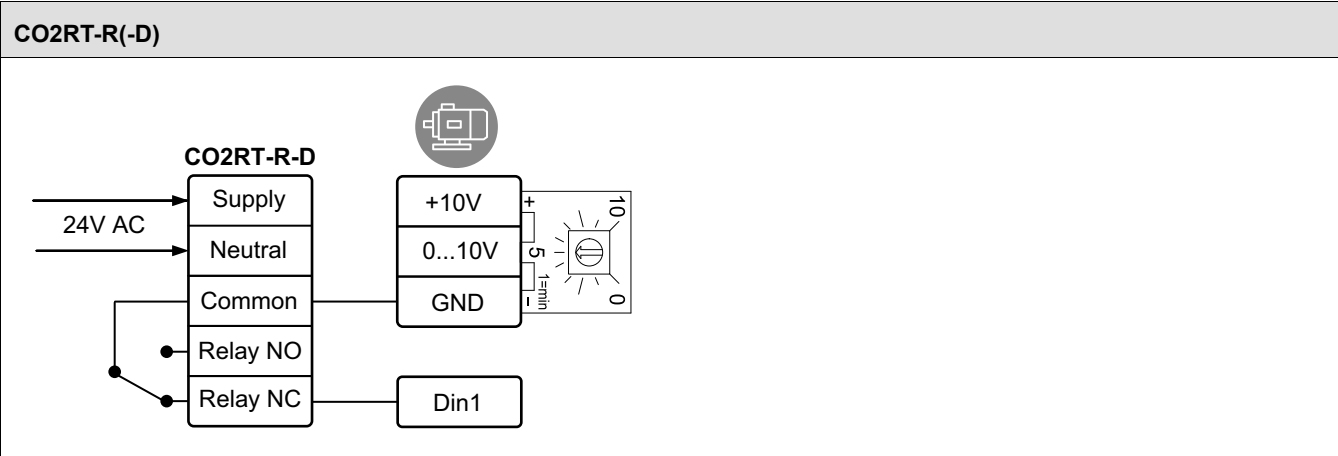 CO2RT-R(-D)
CO2RT-R-D
24V AC
Supply
Neutral
Common
Relay NO
Relay NC
+10V
0...10V
GND
Din1
+
5
1=min
-
10
0